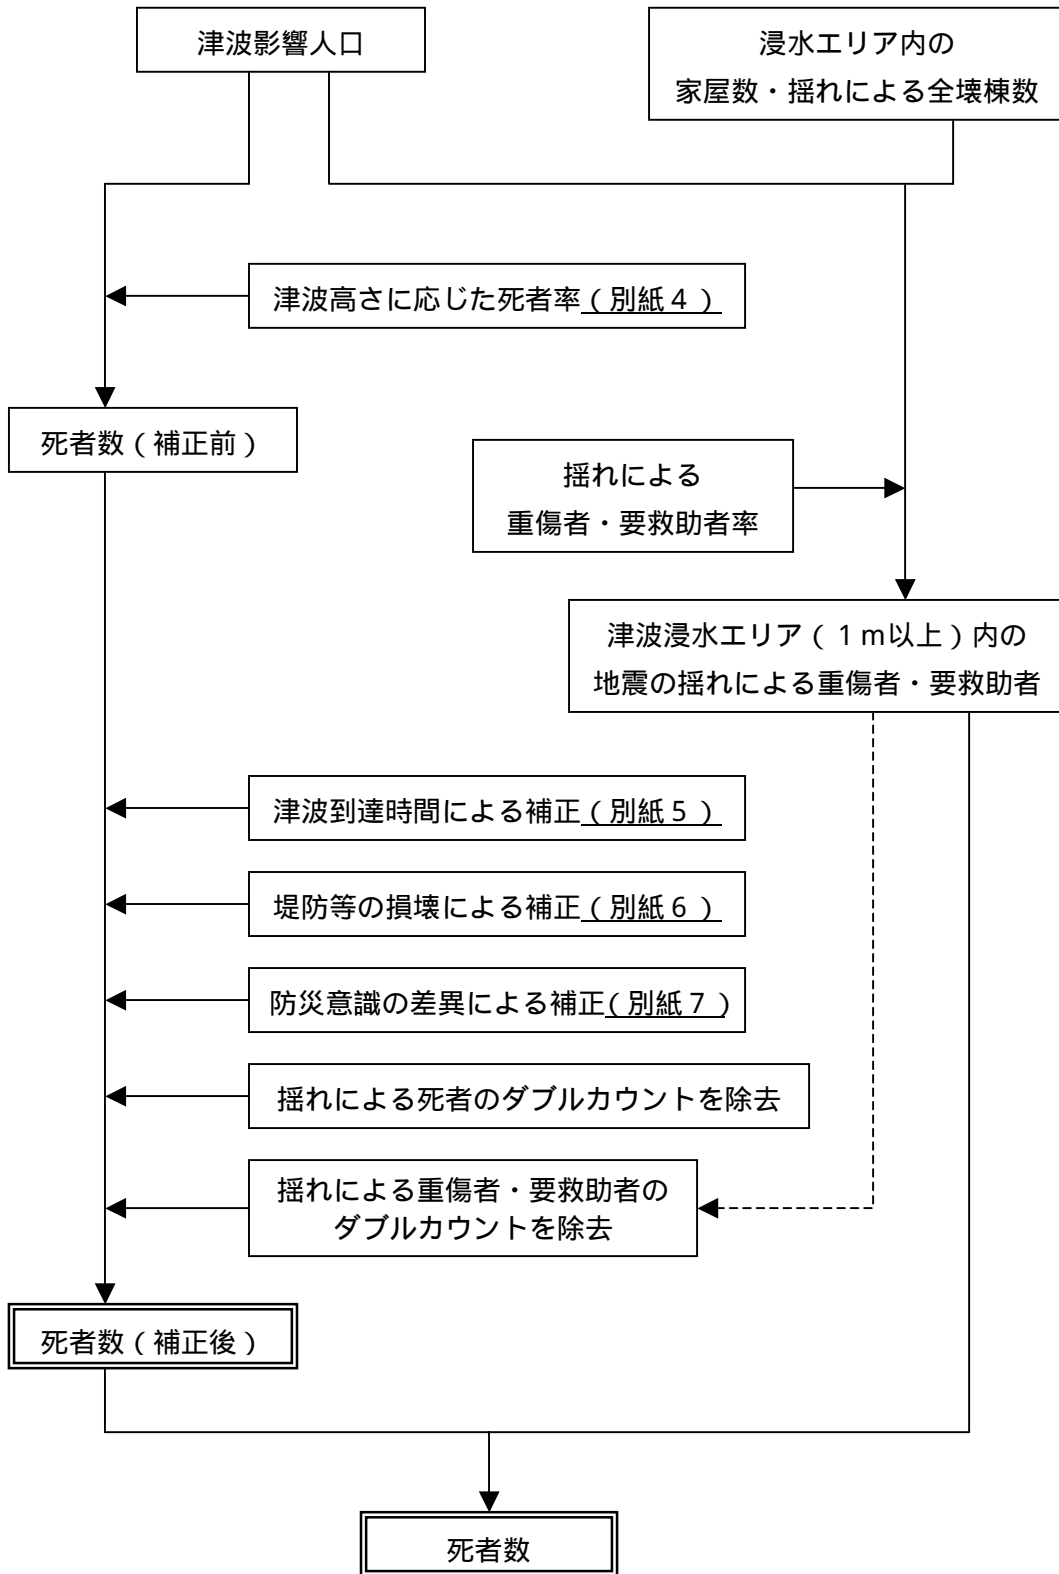 津波影響人口
浸水エリア内の
家屋数・揺れによる全壊棟数
津波高さに応じた死者率(別紙４)
死者数(補正前)
揺れによる
重傷者・要救助者率
津波浸水エリア(１ｍ以上)内の
地震の揺れによる重傷者・要救助者
津波到達時間による補正(別紙５)
堤防等の損壊による補正(別紙６)
防災意識の差異による補正(別紙７)
揺れによる死者のダブルカウントを除去
揺れによる重傷者・要救助者の
ダブルカウントを除去
死者数(補正後)
死者数